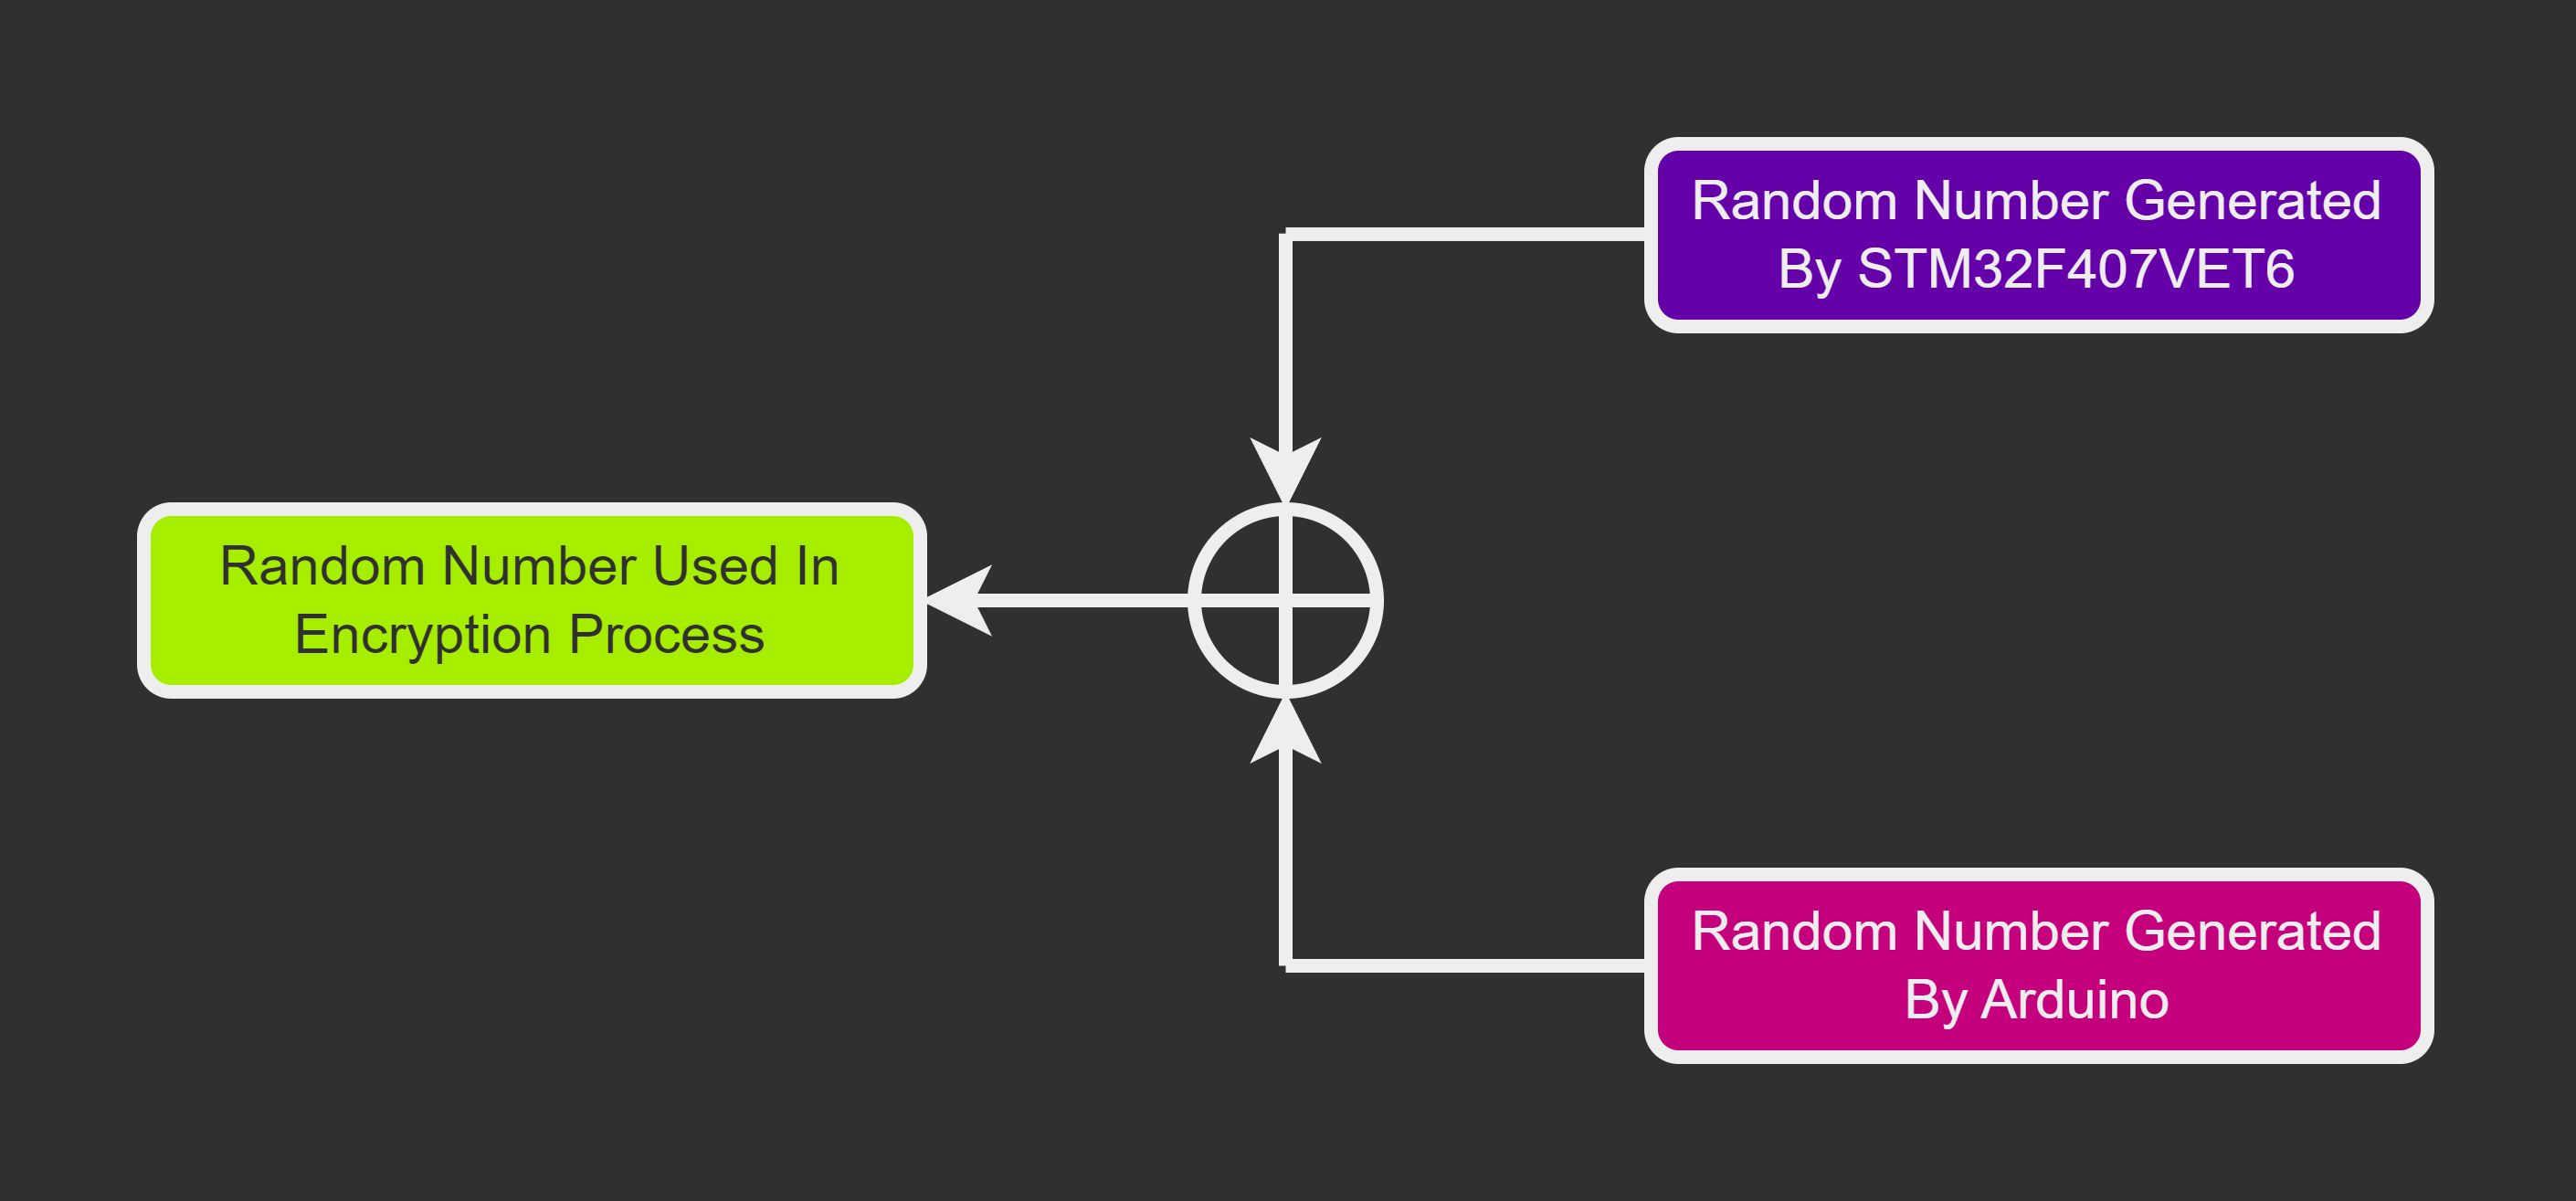 Random Number Generated
By STM32F407VET6
Random Number Used In
Encryption Process
Random Number Generated
By Arduino